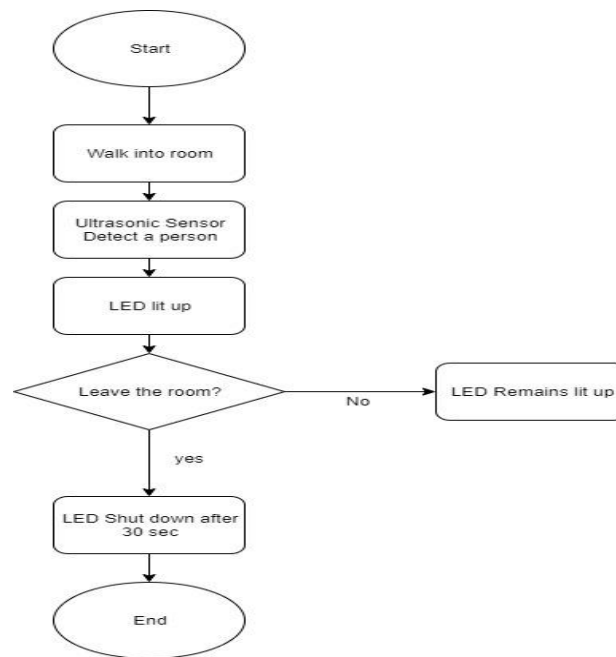 Start
Walk into room
Ultrasonic Sensor
Detect a person
LED lit up
Leave the room?
No
LED Remains lit up
yes
LED Shut down after
30 sec
End